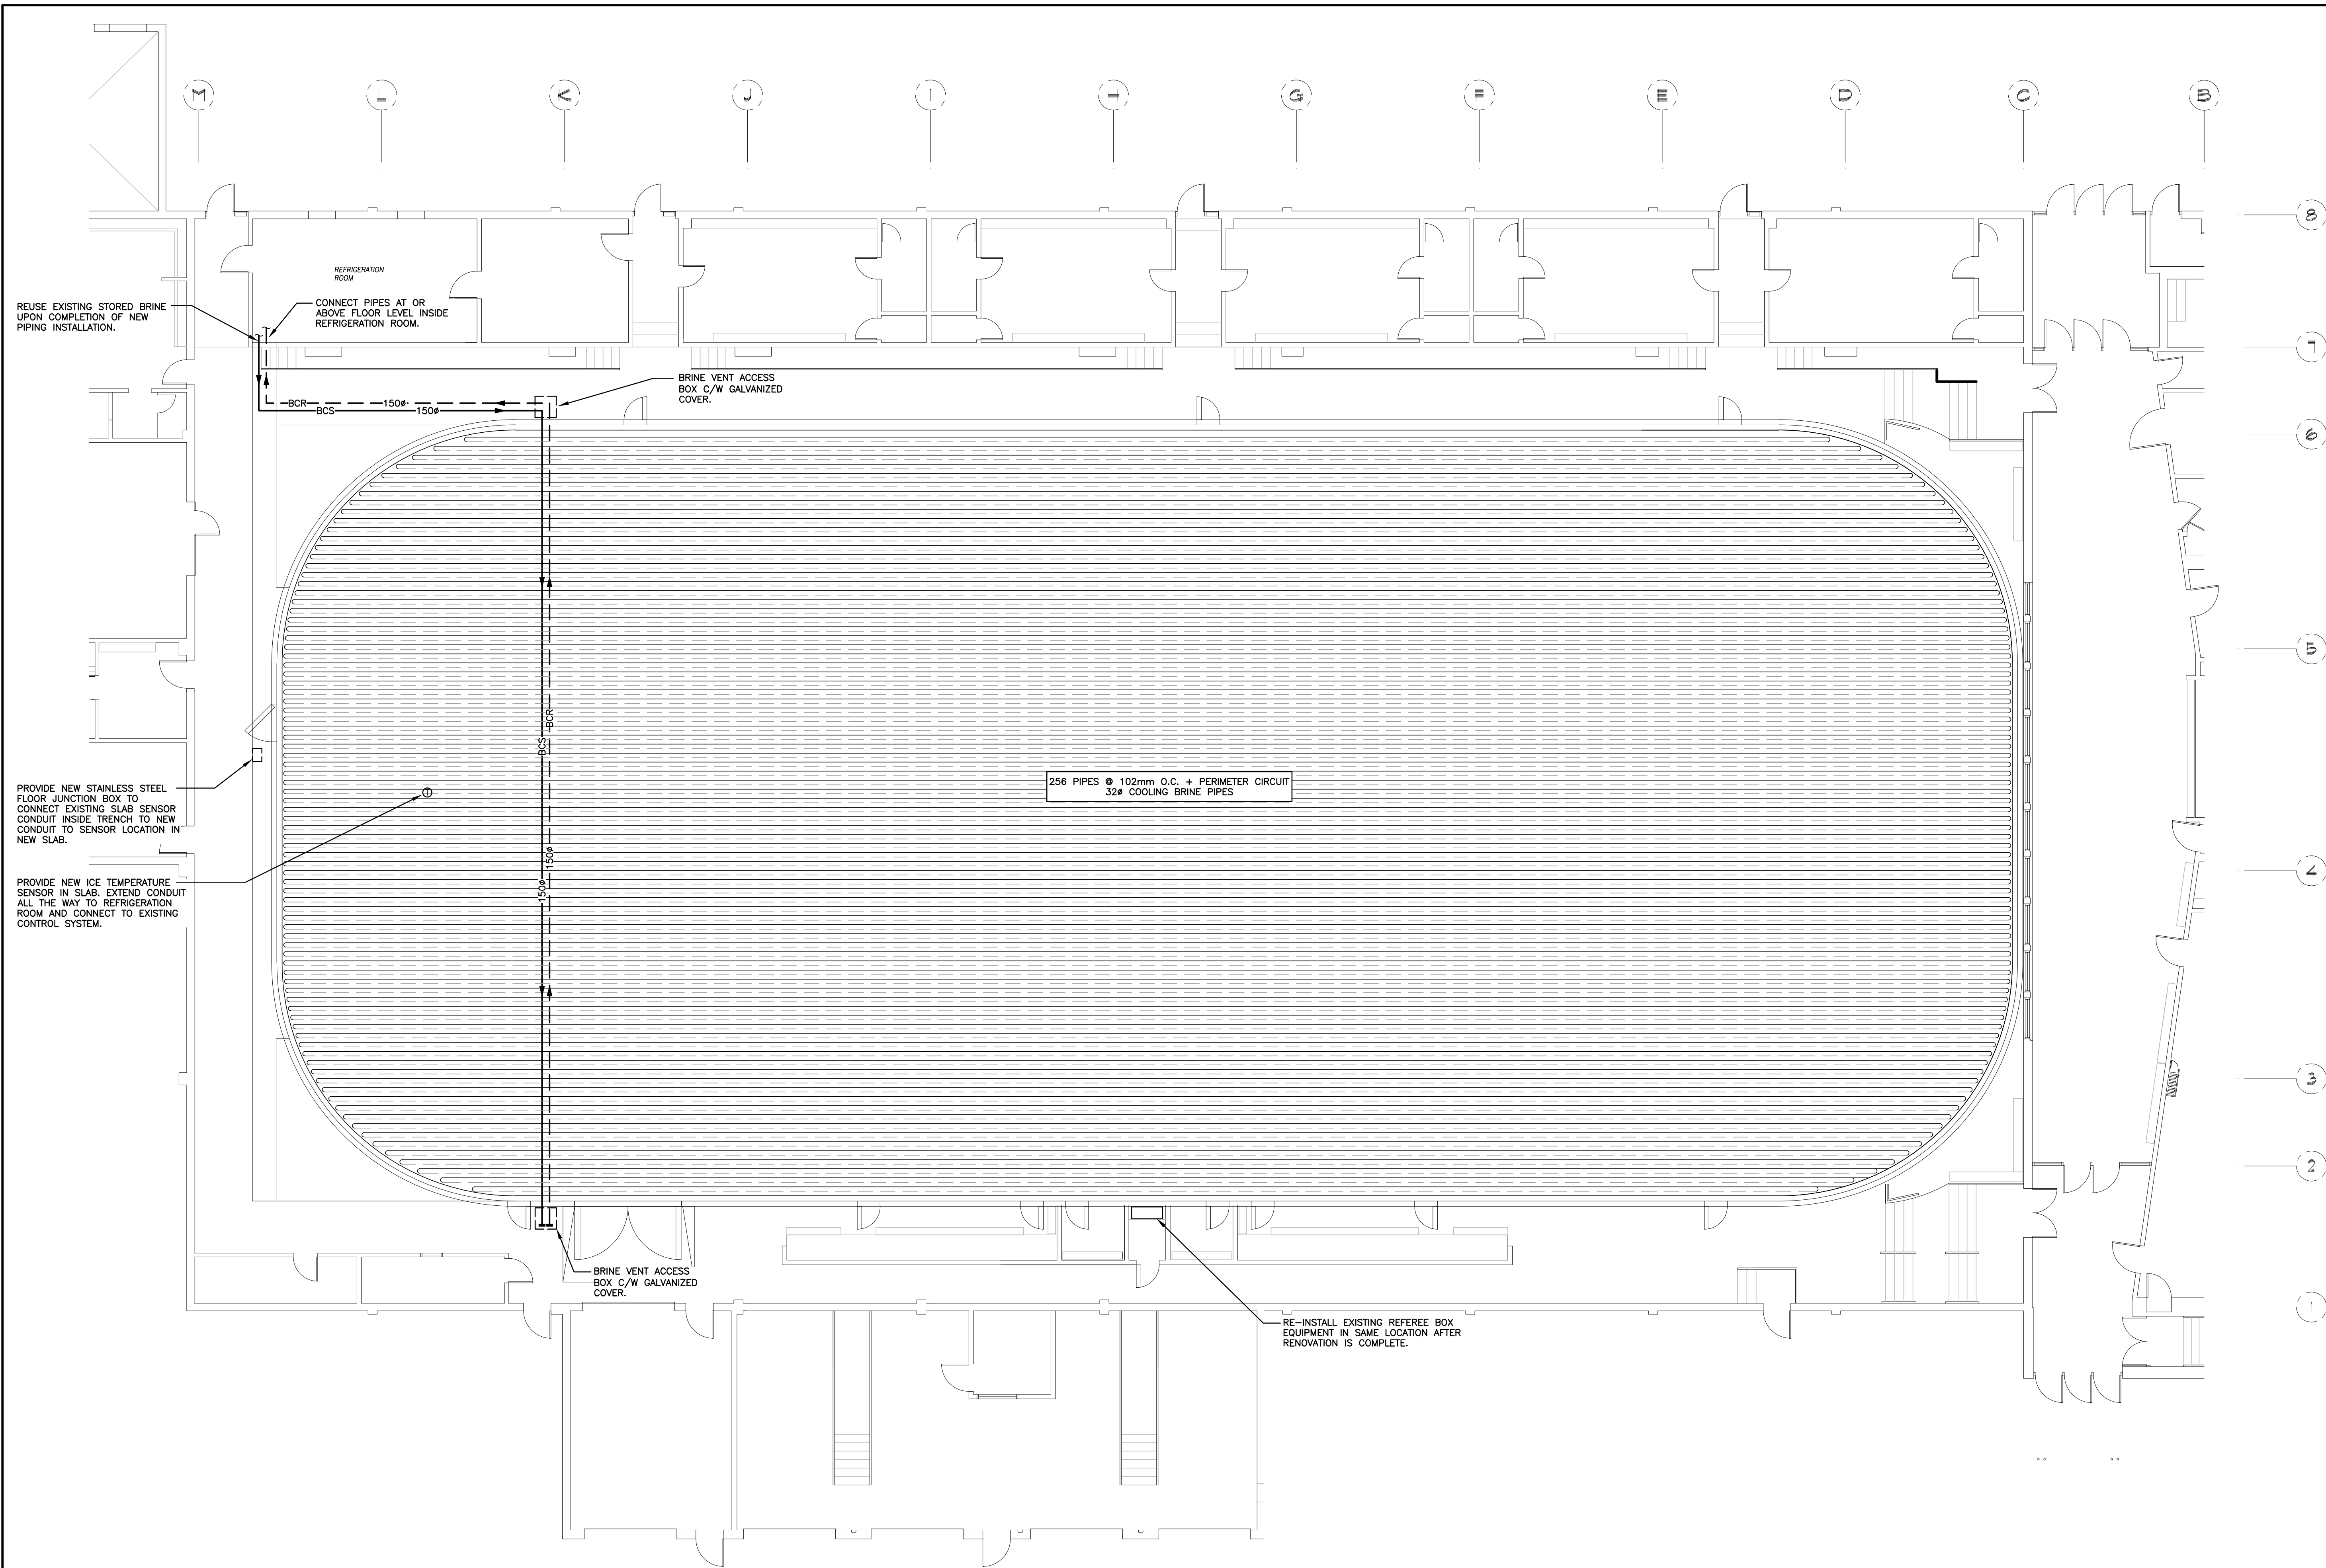 M
L
K
J
I
H
G
F
E
D
C
B
8
REFRIGERATION
ROOM
REUSE EXISTING STORED BRINE
UPON COMPLETION OF NEW
PIPING INSTALLATION.
CONNECT PIPES AT OR
ABOVE FLOOR LEVEL INSIDE
REFRIGERATION ROOM.
7
BRINE VENT ACCESS
BOX C/W GALVANIZED
COVER.
BCR 150ø
BCS 150ø
6
5
BCR
BCS
256 PIPES @ 102mm O.C. + PERIMETER CIRCUIT
32ø COOLING BRINE PIPES
PROVIDE NEW STAINLESS STEEL
FLOOR JUNCTION BOX TO
CONNECT EXISTING SLAB SENSOR
CONDUIT INSIDE TRENCH TO NEW
CONDUIT TO SENSOR LOCATION IN
NEW SLAB.
T
150ø
150ø
4
PROVIDE NEW ICE TEMPERATURE
SENSOR IN SLAB. EXTEND CONDUIT
ALL THE WAY TO REFRIGERATION
ROOM AND CONNECT TO EXISTING
CONTROL SYSTEM.
3
2
BRINE VENT ACCESS
BOX C/W GALVANIZED
COVER.
1
RE-INSTALL EXISTING REFEREE BOX
EQUIPMENT IN SAME LOCATION AFTER
RENOVATION IS COMPLETE.